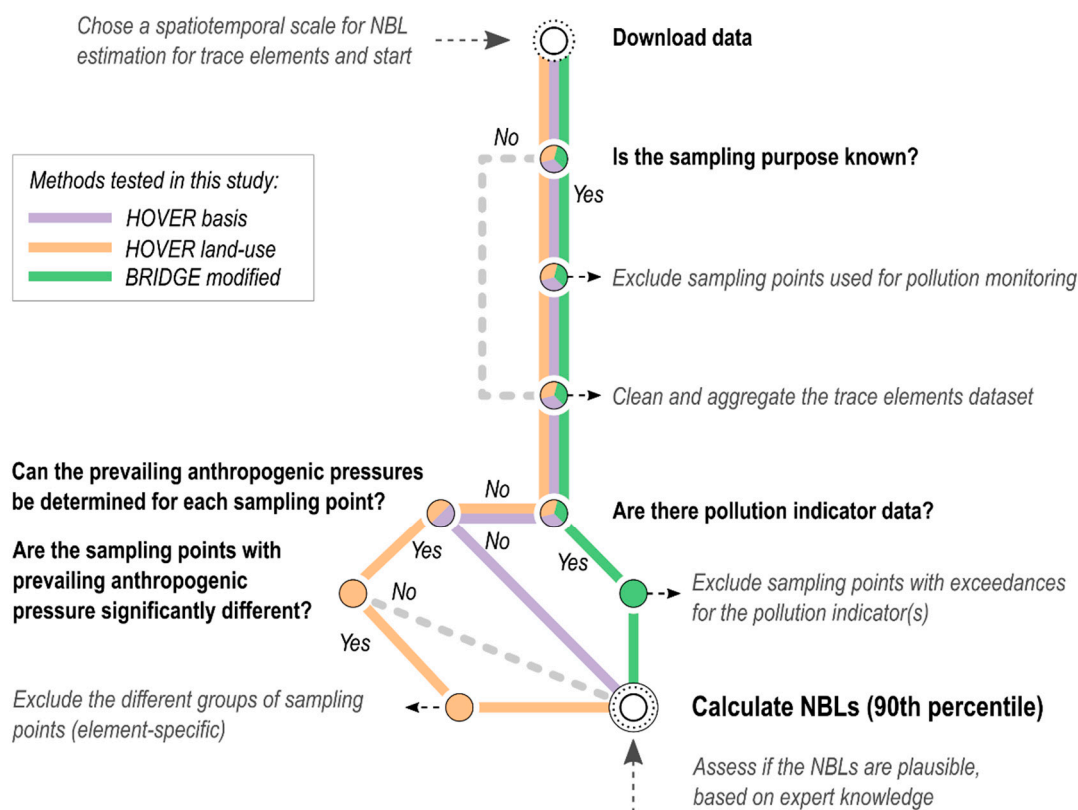 Chose a spatiotemporal scale for NBL
estimation for trace elements and start
Download data
No
Is the sampling purpose known?
Yes
Methods tested in this study:
HOVER basis
HOVER land-use
BRIDGE modified
Exclude sampling points used for pollution monitoring
Clean and aggregate the trace elements dataset
Can the prevailing anthropogenic pressures
be determined for each sampling point?
No
No
Are there pollution indicator data?
Yes
Yes
Are the sampling points with
prevailing anthropogenic
pressure significantly different?
No
Yes
Exclude sampling points with exceedances
for the pollution indicator(s)
Exclude the different groups of sampling
points (element-specific)
Calculate NBLs (90th percentile)
Assess if the NBLs are plausible,
based on expert knowledge